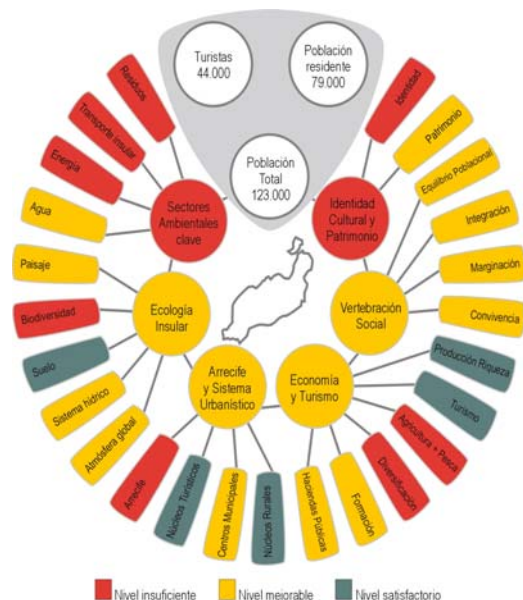 Turistas
44.000
Población
residente
79.000
Población
Total
123.000
Residuos
Transporte insular
Energía
Agua
Sectores
Ambientales
clave
Identidad
Cultural y
Patrimonio
Identidad
Patrimonio
Equilibrio Poblacional
Integración
Marginación
Convivencia
Vertebración
Social
Ecología
Insular
Paisaje
Biodiversidad
Suelo
Sistema hídrico
Atmósfera global
Arrecife
y Sistema
Urbanístico
Arrecife
Núcleos Turísticos
Centros Municipales
Núcleos Rurales
Economía
y Turismo
Producción Riqueza
Turismo
Agricultura + Pesca
Diversificación
Formación
Haciendas Públicas
Nivel insuficiente
Nivel mejorable
Nivel satisfactorio